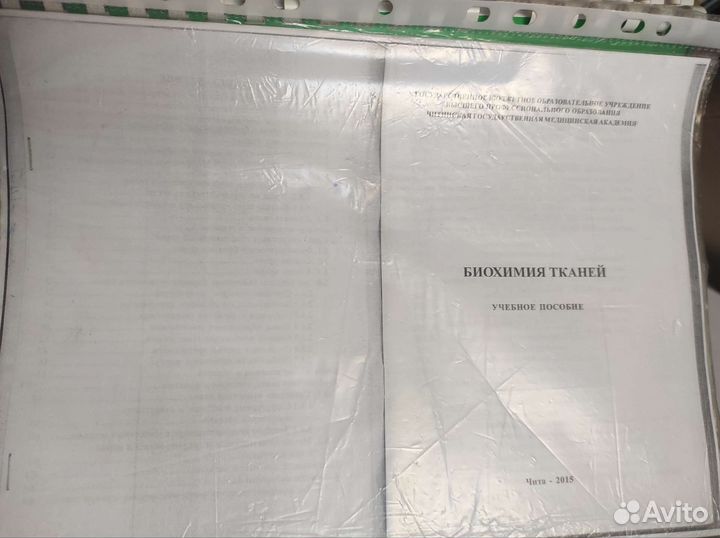 ГОСУДАРСТВЕННОЕ БЮДЖЕТНОЕ ОБРАЗОВАТЕЛЬНОЕ УЧРЕЖДЕНИЕ
ВЫСШЕГО ПРОФЕССИОНАЛЬНОГО ОБРАЗОВАНИЯ
ЧИТИНСКАЯ ГОСУДАРСТВЕННАЯ МЕДИЦИНСКАЯ АКАДЕМИЯ
БИОХИМИЯ ТКАНЕЙ
УЧЕБНОЕ ПОСОБИЕ
Чита - 2015
Avito